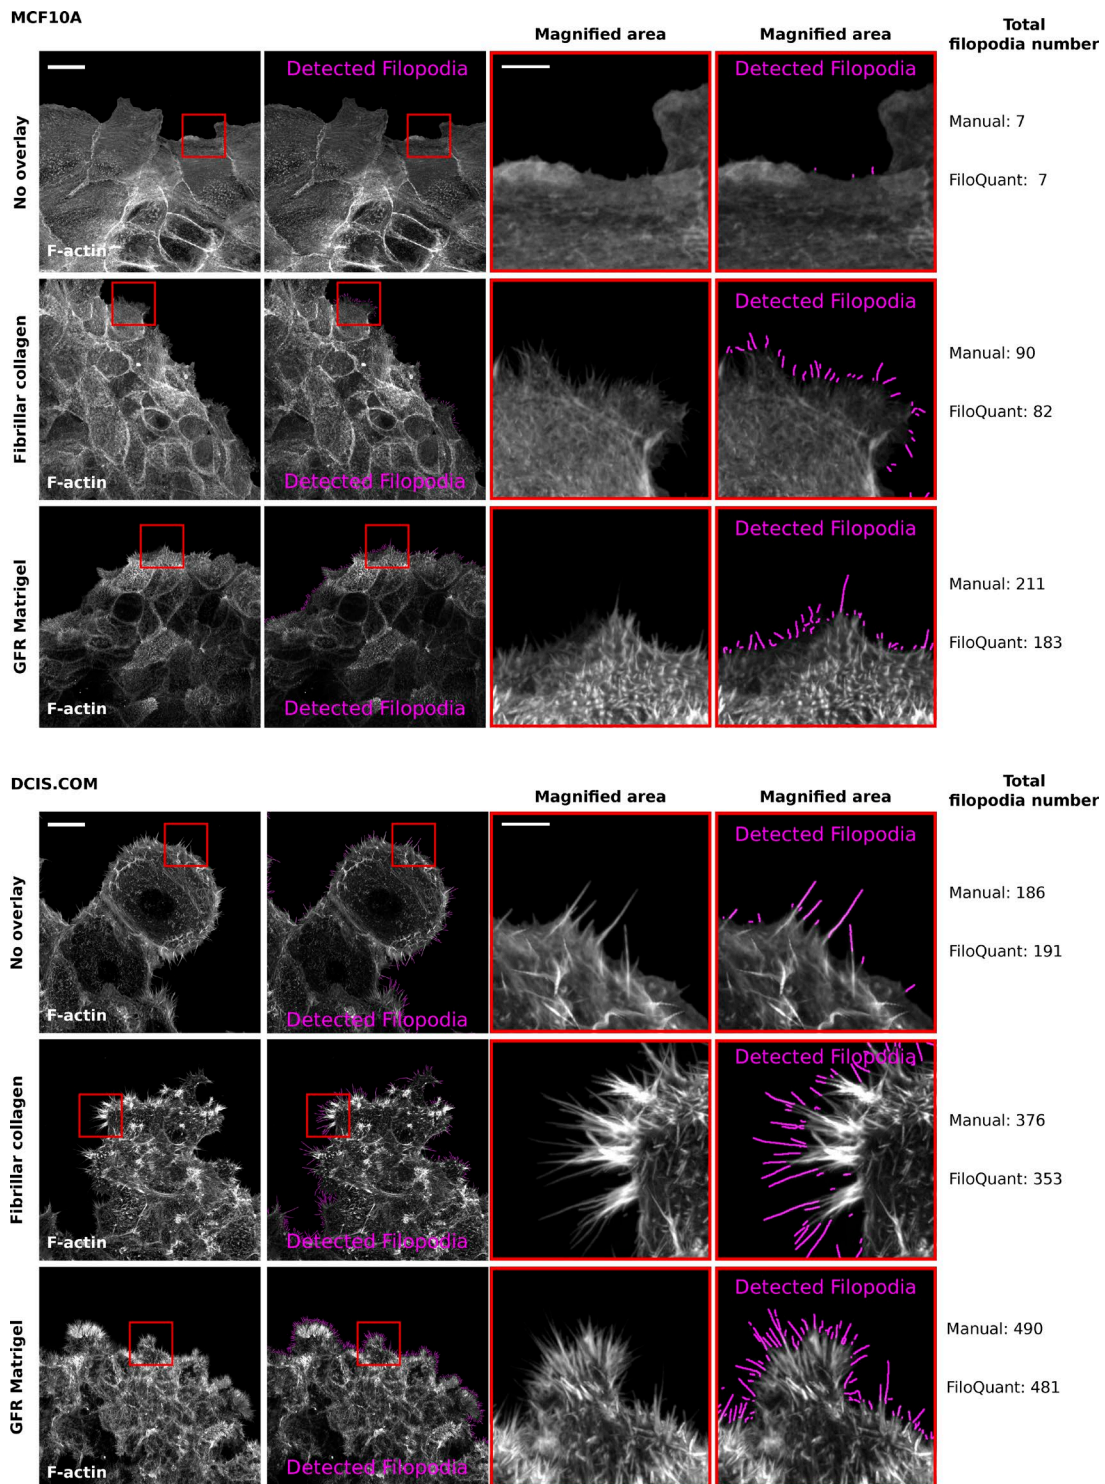 MCF10A
Magnified area
Magnified area
Total
filopodia number
No overlay
F-actin
Detected Filopodia
Detected Filopodia
Manual: 7
FiloQuant: 7
Fibrillar collagen
F-actin
Detected Filopodia
Detected Filopodia
Manual: 90
FiloQuant: 82
GFR Matrigel
F-actin
Detected Filopodia
Detected Filopodia
Manual: 211
FiloQuant: 183
DCIS.COM
Magnified area
Magnified area
Total
filopodia number
No overlay
F-actin
Detected Filopodia
Detected Filopodia
Manual: 186
FiloQuant: 191
Fibrillar collagen
F-actin
Detected Filopodia
Detected Filopodia
Manual: 376
FiloQuant: 353
GFR Matrigel
F-actin
Detected Filopodia
Detected Filopodia
Manual: 490
FiloQuant: 481